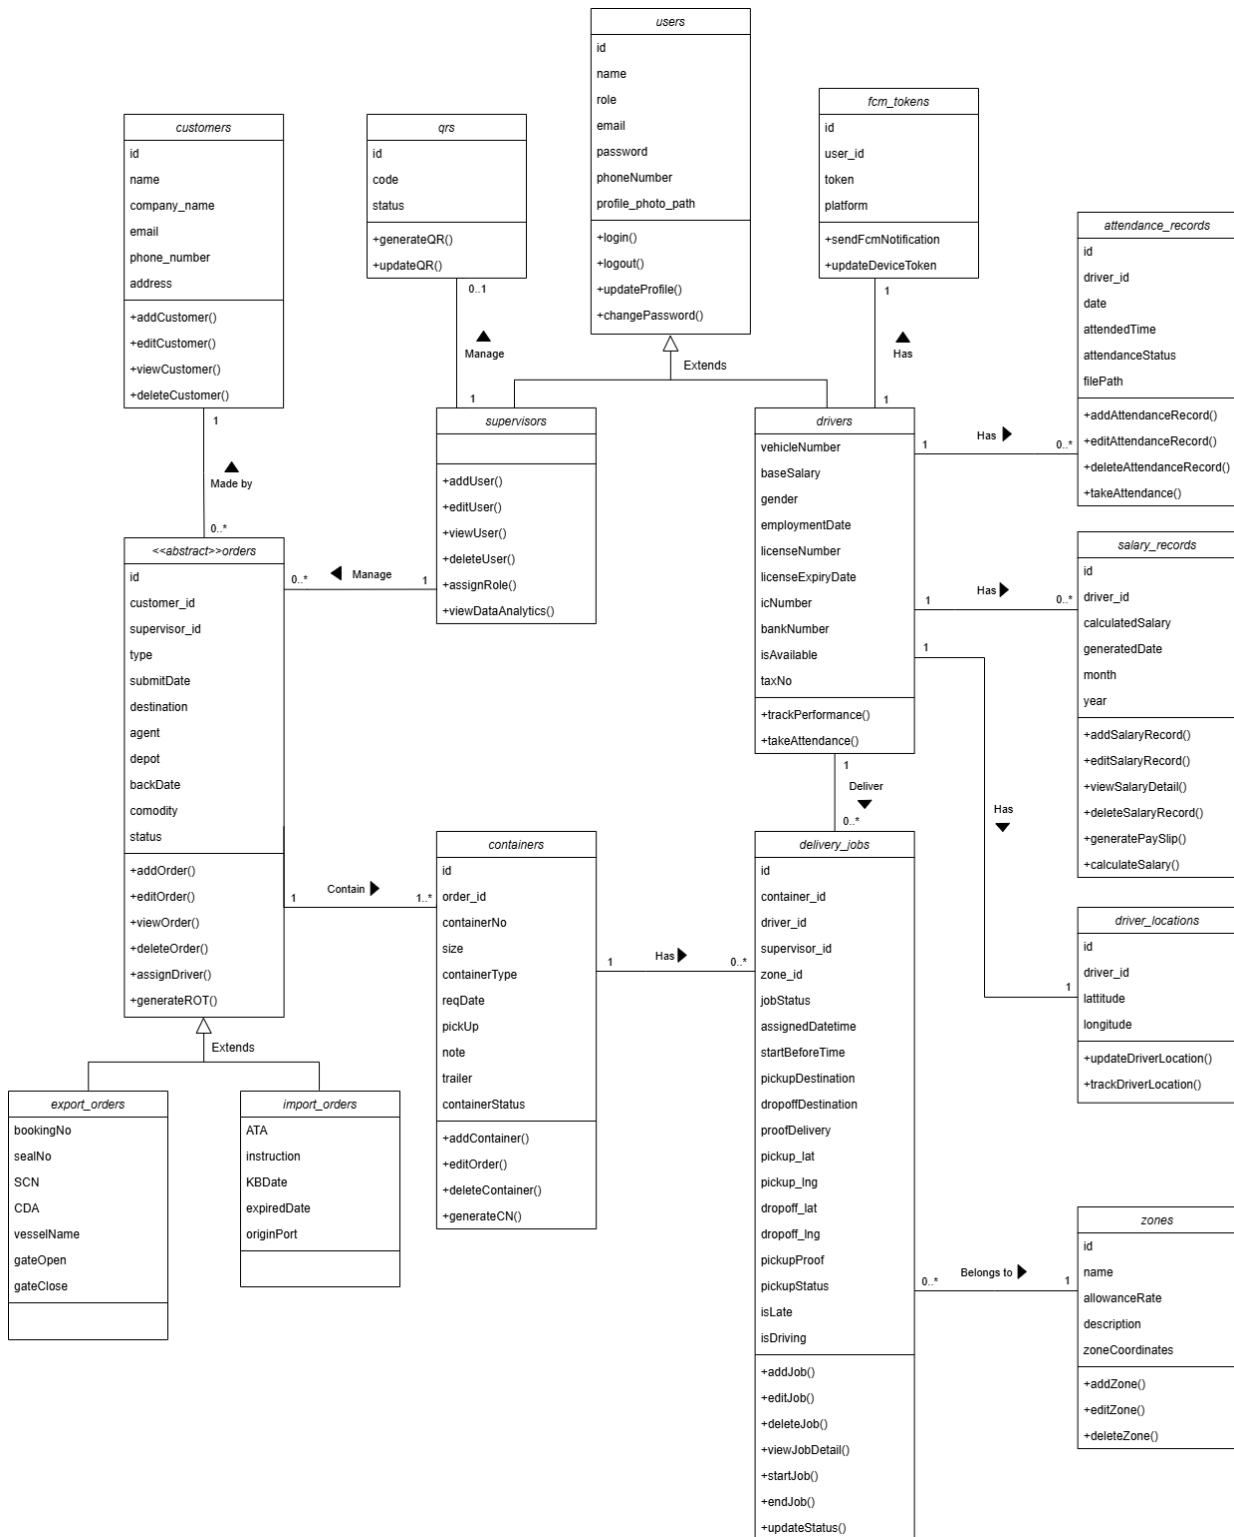 users
id
name
role
email
password
phoneNumber
profile_photo_path
+login()
+logout()
+updateProfile()
+changePassword()
Extends
fcm_tokens
id
user_id
token
platform
+sendFcmNotification
+updateDeviceToken
1
Has
1
customers
id
name
company_name
email
phone_number
address
+addCustomer()
+editCustomer()
+viewCustomer()
+deleteCustomer()
1
Made by
0..*
qrs
id
code
status
+generateQR()
+updateQR()
0..1
Manage
1
attendance_records
id
driver_id
date
attendedTime
attendanceStatus
filePath
+addAttendanceRecord()
+editAttendanceRecord()
+deleteAttendanceRecord()
+takeAttendance()
supervisors
+addUser()
+editUser()
+viewUser()
+deleteUser()
+assignRole()
+viewDataAnalytics()
0..*
Manage
1
drivers
vehicleNumber
baseSalary
gender
employmentDate
licenseNumber
licenseExpiryDate
icNumber
bankNumber
isAvailable
taxNo
+trackPerformance()
+takeAttendance()
1
Has
0..*
1
Has
0..*
1
Has
1
1
Deliver
0..*
<<abstract>>orders
id
customer_id
supervisor_id
type
submitDate
destination
agent
depot
backDate
comodity
status
+addOrder()
+editOrder()
+viewOrder()
+deleteOrder()
+assignDriver()
+generateROT()
Extends
1
Contain
1..*
salary_records
id
driver_id
calculatedSalary
generatedDate
month
year
+addSalaryRecord()
+editSalaryRecord()
+viewSalaryDetail()
+deleteSalaryRecord()
+generatePaySlip()
+calculateSalary()
containers
id
order_id
containerNo
size
containerType
reqDate
pickUp
note
trailer
containerStatus
+addContainer()
+editOrder()
+deleteContainer()
+generateCN()
1
Has
0..*
delivery_jobs
id
container_id
driver_id
supervisor_id
zone_id
jobStatus
assignedDatetime
startBeforeTime
pickupDestination
dropoffDestination
proofDelivery
pickup_lat
pickup_lng
dropoff_lat
dropoff_lng
pickupProof
pickupStatus
isLate
isDriving
+addJob()
+editJob()
+deleteJob()
+viewJobDetail()
+startJob()
+endJob()
+updateStatus()
0..*
Belongs to
1
driver_locations
id
driver_id
lattitude
longitude
+updateDriverLocation()
+trackDriverLocation()
export_orders
bookingNo
sealNo
SCN
CDA
vesselName
gateOpen
gateClose
import_orders
ATA
instruction
KBDate
expiredDate
originPort
zones
id
name
allowanceRate
description
zoneCoordinates
+addZone()
+editZone()
+deleteZone()